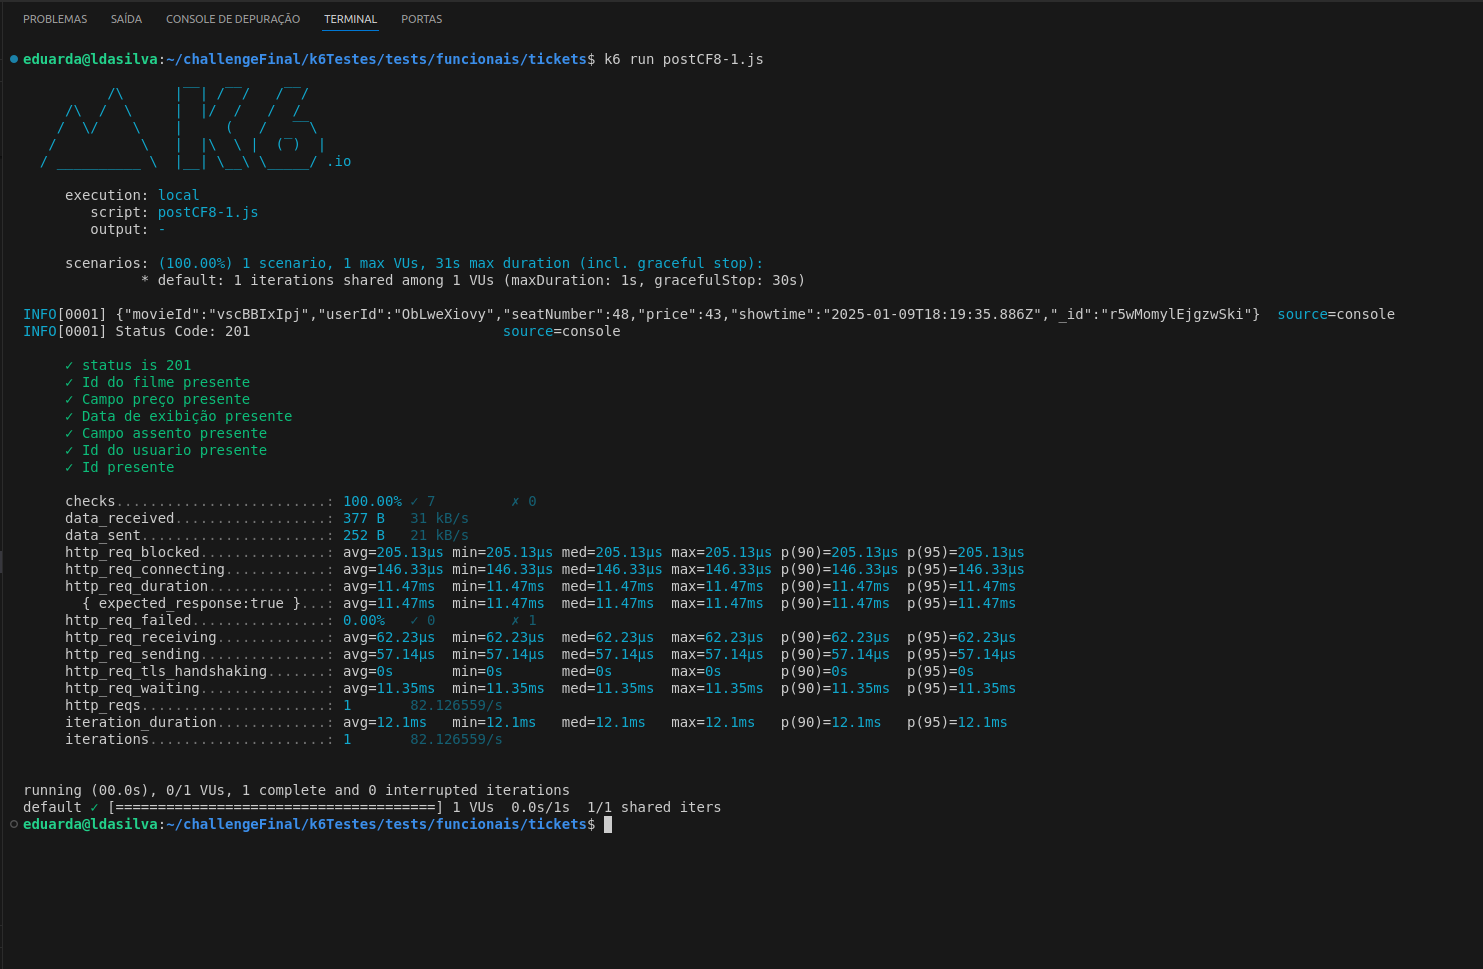 PROBLEMAS SAÍDA CONSOLE DE DEPURAÇÃO TERMINAL PORTAS
eduarda@ldasilva:~/challengeFinal/k6Testes/tests/funcionais/tickets$ k6 run postCF8-1.js
          /\      |‾‾| /‾‾/   /‾‾/
     /\  /  \     |  |/  /   /  /
    /  \/    \    |     (   /   ‾‾\
   /          \   |  |\  \ |  (‾)  |
  / __________ \  |__| \__\ \_____/ .io
execution: local
script: postCF8-1.js
output: -
scenarios: (100.00%) 1 scenario, 1 max VUs, 31s max duration (incl. graceful stop):
* default: 1 iterations shared among 1 VUs (maxDuration: 1s, gracefulStop: 30s)
INFO[0001] {"movieId":"vscBBIxIpj","userId":"ObLweXiovy","seatNumber":48,"price":43,"showtime":"2025-01-09T18:19:35.886Z","_id":"r5wMomylEjgzwSki"}  source=console
INFO[0001] Status Code: 201                              source=console
✓ status is 201
✓ Id do filme presente
✓ Campo preço presente
✓ Data de exibição presente
✓ Campo assento presente
✓ Id do usuario presente
✓ Id presente
checks.........................: 100.00% ✓ 7         ✗ 0
data_received..................: 377 B   31 kB/s
data_sent......................: 252 B   21 kB/s
http_req_blocked...............: avg=205.13µs min=205.13µs med=205.13µs max=205.13µs p(90)=205.13µs p(95)=205.13µs
http_req_connecting............: avg=146.33µs min=146.33µs med=146.33µs max=146.33µs p(90)=146.33µs p(95)=146.33µs
http_req_duration..............: avg=11.47ms  min=11.47ms  med=11.47ms  max=11.47ms  p(90)=11.47ms  p(95)=11.47ms
{ expected_response:true }...: avg=11.47ms  min=11.47ms  med=11.47ms  max=11.47ms  p(90)=11.47ms  p(95)=11.47ms
http_req_failed................: 0.00%   ✓ 0         ✗ 1
http_req_receiving.............: avg=62.23µs  min=62.23µs  med=62.23µs  max=62.23µs  p(90)=62.23µs  p(95)=62.23µs
http_req_sending...............: avg=57.14µs  min=57.14µs  med=57.14µs  max=57.14µs  p(90)=57.14µs  p(95)=57.14µs
http_req_tls_handshaking.......: avg=0s       min=0s       med=0s       max=0s       p(90)=0s       p(95)=0s
http_req_waiting...............: avg=11.35ms  min=11.35ms  med=11.35ms  max=11.35ms  p(90)=11.35ms  p(95)=11.35ms
http_reqs......................: 1       82.126559/s
iteration_duration.............: avg=12.1ms   min=12.1ms   med=12.1ms   max=12.1ms   p(90)=12.1ms   p(95)=12.1ms
iterations.....................: 1       82.126559/s
running (00.0s), 0/1 VUs, 1 complete and 0 interrupted iterations
default ✓ [======================================] 1 VUs  0.0s/1s  1/1 shared iters
eduarda@ldasilva:~/challengeFinal/k6Testes/tests/funcionais/tickets$